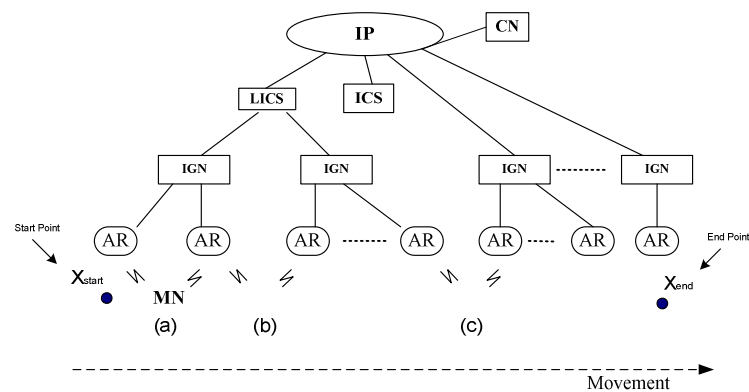 IP
CN
LICS
ICS
IGN
IGN
IGN
IGN
AR
AR
AR
AR
AR
AR
AR
Start Point
End Point
Xstart
MN
Xend
(a)
(b)
(c)
Movement